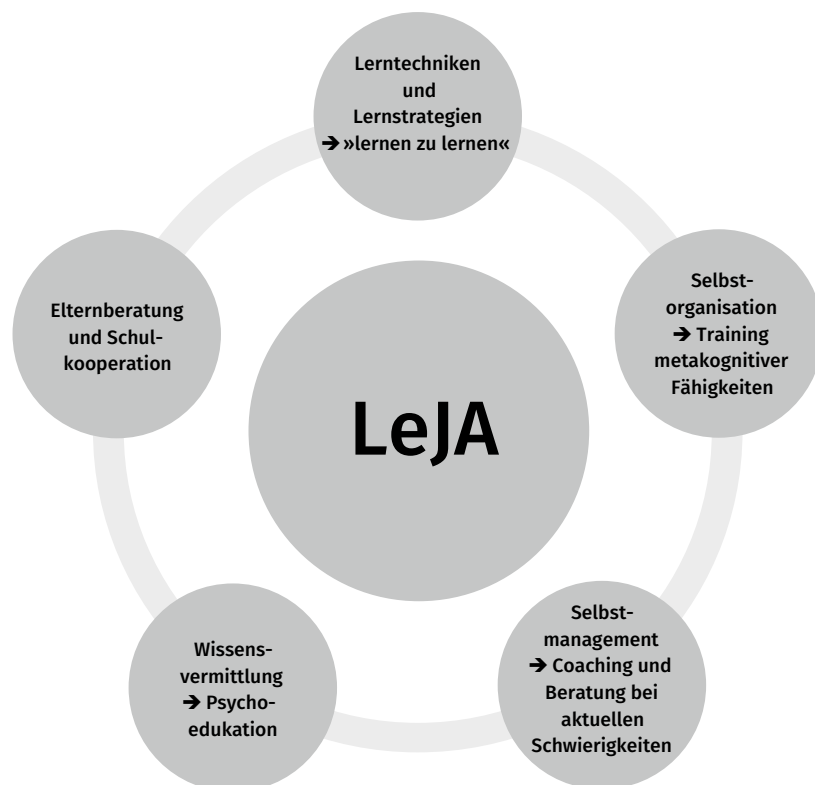 Lerntechniken
und
Lernstrategien
➔ »lernen zu lernen«
Selbst-
organisation
➔ Training
metakognitiver
Fähigkeiten
Selbst-
management
➔ Coaching und
Beratung bei
aktuellen
Schwierigkeiten
Wissens-
vermittlung
➔ Psycho-
edukation
Elternberatung
und Schul-
kooperation
LeJA